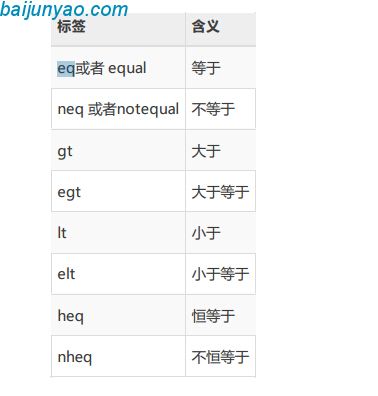 baijunyao.com
标签 含义
eq或者 equal 等于
neq 或者notequal 不等于
gt 大于
egt 大于等于
lt 小于
elt 小于等于
heq 恒等于
nheq 不恒等于